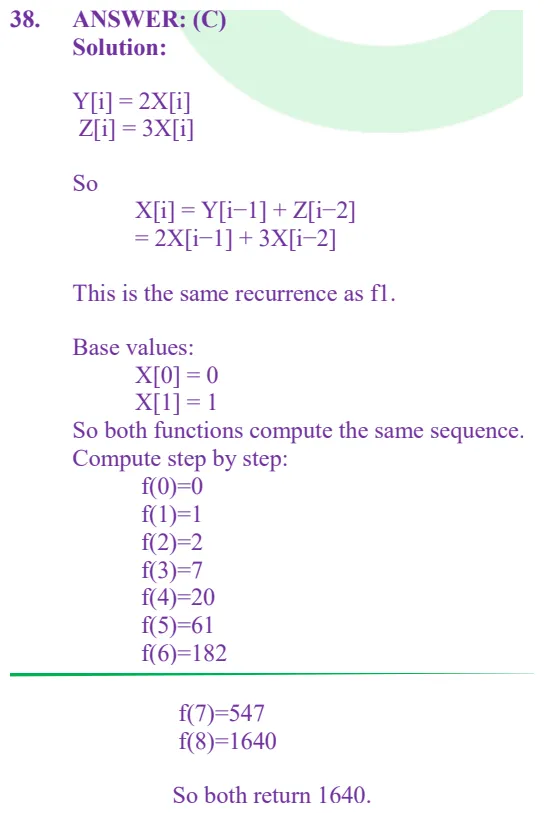 38. ANSWER: (C)
Solution:
Y[i] = 2X[i]
Z[i] = 3X[i]
So
X[i] = Y[i−1] + Z[i−2]
= 2X[i−1] + 3X[i−2]
This is the same recurrence as f1.
Base values:
X[0] = 0
X[1] = 1
So both functions compute the same sequence.
Compute step by step:
f(0)=0
f(1)=1
f(2)=2
f(3)=7
f(4)=20
f(5)=61
f(6)=182
f(7)=547
f(8)=1640
So both return 1640.